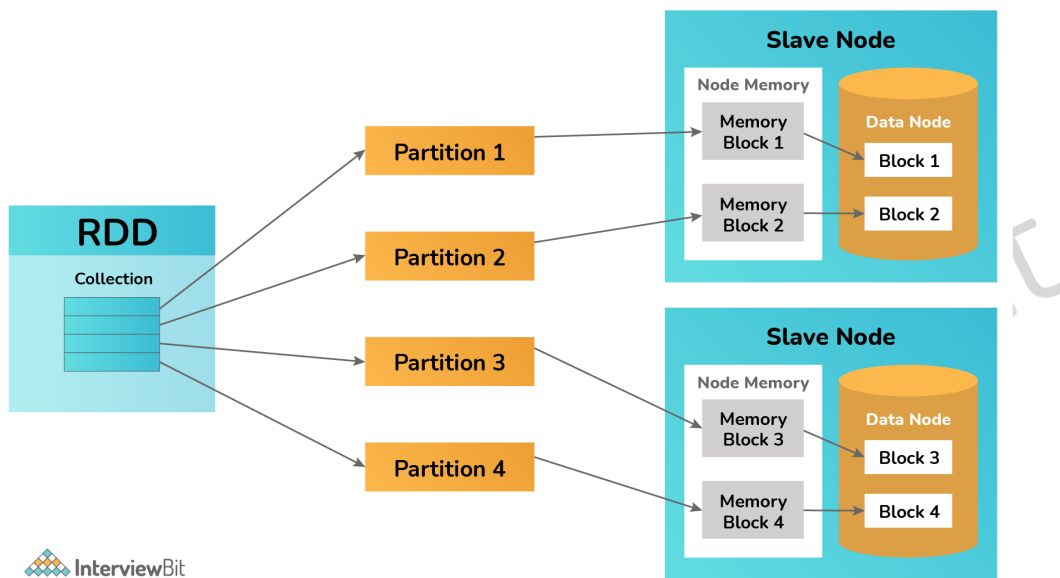 Slave Node
Node Memory
Memory
Block 1
Data Node
Block 1
Memory
Block 2
Block 2
Partition 1
Partition 2
RDD
Collection
Partition 3
Partition 4
Slave Node
Node Memory
Memory
Block 3
Data Node
Block 3
Memory
Block 4
Block 4
InterviewBit